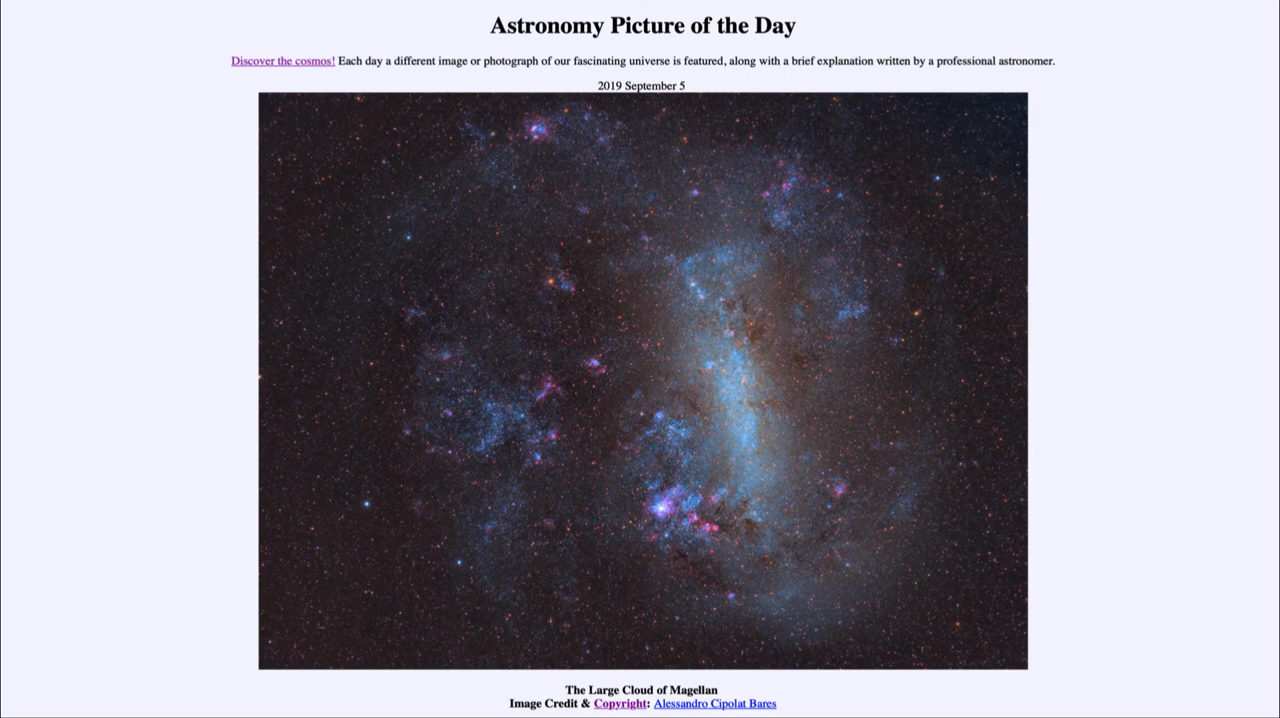 Astronomy Picture of the Day
Discover the cosmos! Each day a different image or photograph of our fascinating universe is featured, along with a brief explanation written by a professional astronomer.
2019 September 5
The Large Cloud of Magellan
Image Credit & Copyright: Alessandro Cipolat Bares